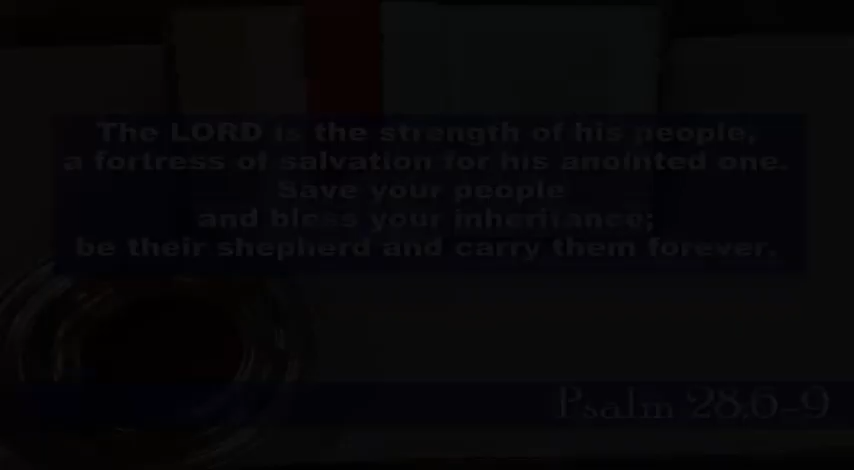 The LORD is the strength of his people,
a fortress of salvation for his anointed one.
Save your people
and bless your inheritance;
be their shepherd and carry them forever.
Psalm 28,6-9